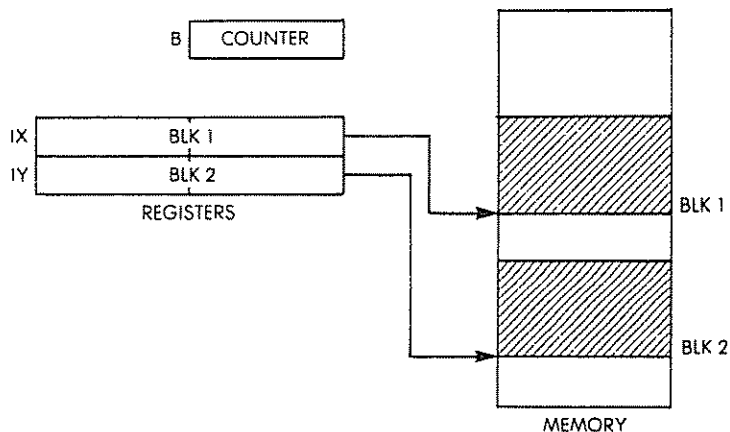 B COUNTER
IX BLK 1
IY BLK 2
REGISTERS
BLK 1
BLK 2
MEMORY